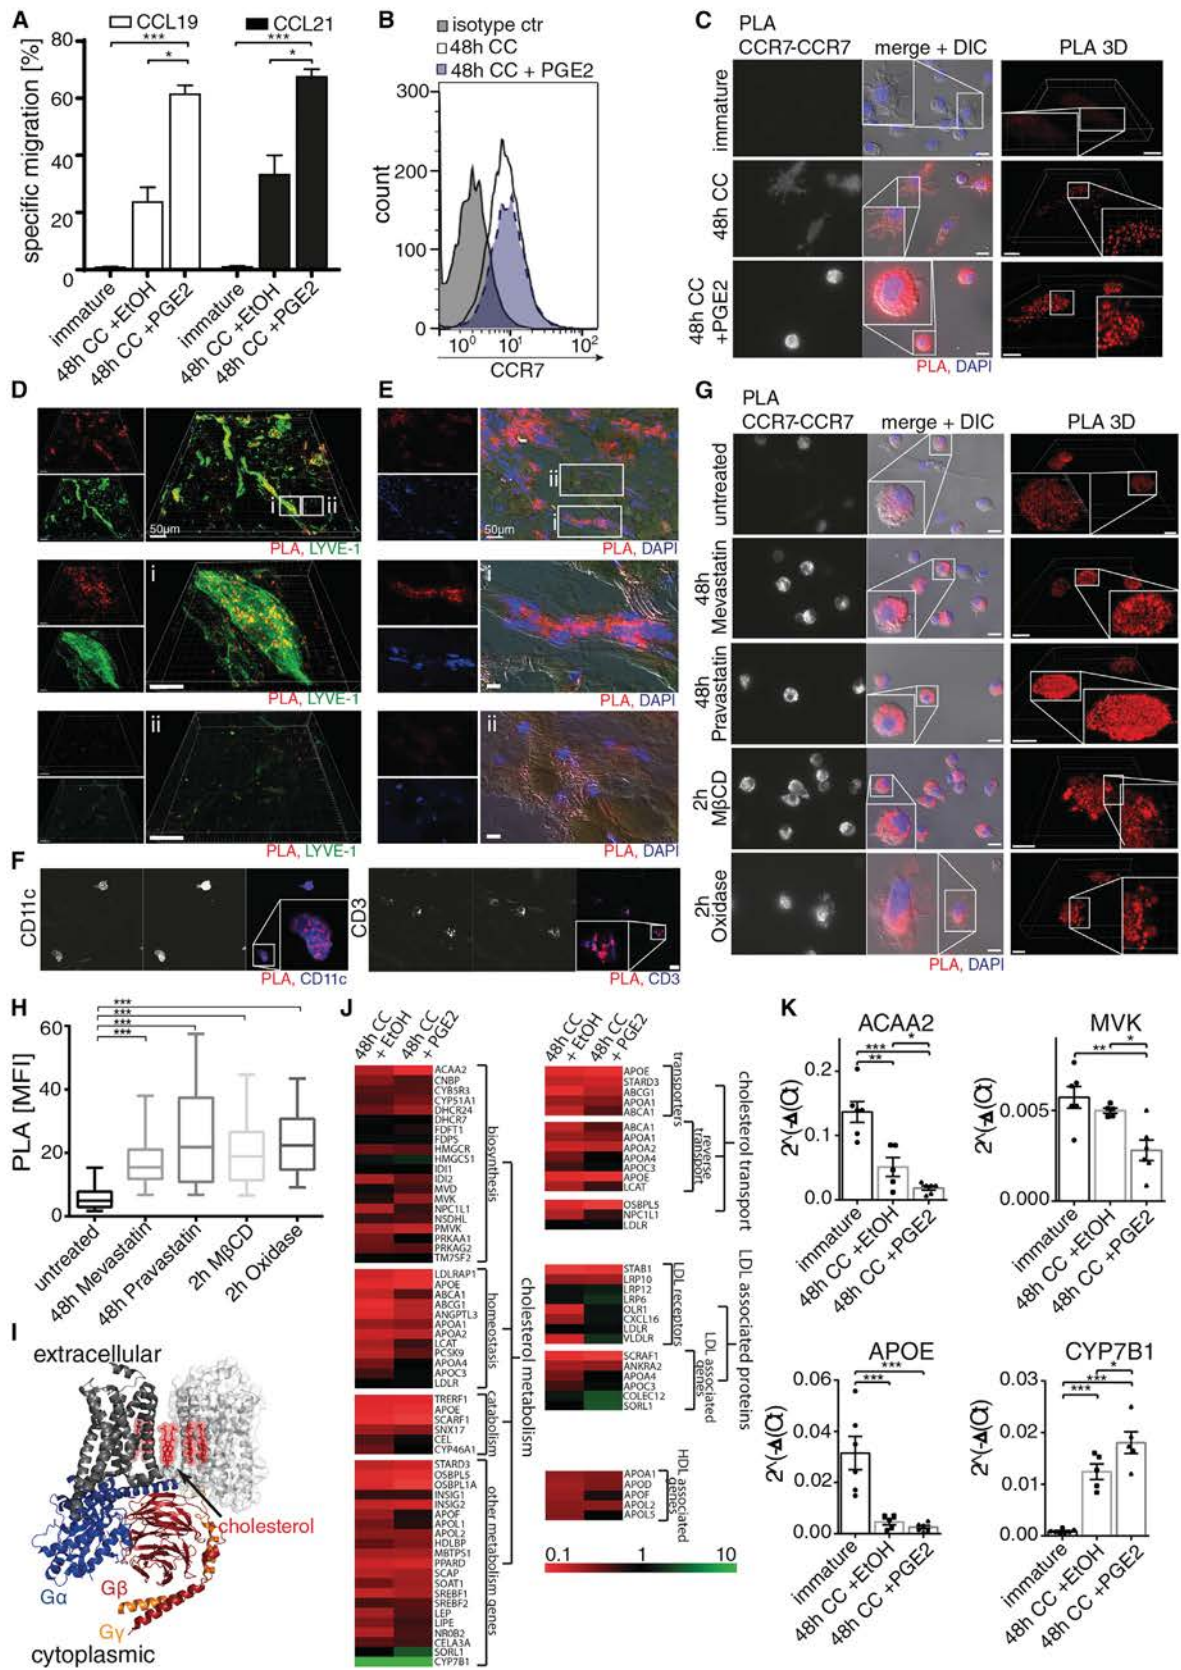 A
CCL19
CCL21
***
***
*
*
specific migration [%]
80
60
40
20
0
immature
48h CC +EtOH
48h CC +PGE2
immature
48h CC +EtOH
48h CC +PGE2
B
isotype ctr
48h CC
48h CC + PGE2
count
300
200
100
0
10⁰
10¹
10²
CCR7
C
PLA
CCR7-CCR7
merge + DIC
PLA 3D
immature
48h CC
48h CC
+PGE2
PLA, DAPI
D
50µm
i
ii
PLA, LYVE-1
i
PLA, LYVE-1
ii
PLA, LYVE-1
E
50µm
ii
i
PLA, DAPI
i
PLA, DAPI
ii
PLA, DAPI
F
CD11c
PLA, CD11c
CD3
PLA, CD3
G
PLA
CCR7-CCR7
merge + DIC
PLA 3D
untreated
48h
Mevastatin
48h
Pravastatin
2h
MβCD
2h
Oxidase
PLA, DAPI
H
***
***
***
***
PLA [MFI]
60
40
20
0
untreated
48h Mevastatin
48h Pravastatin
2h MβCD
2h Oxidase
I
extracellular
cholesterol
Gα
Gβ
Gγ
cytoplasmic
J
48h CC
+ EtOH
48h CC
+ PGE2
ACAA2
CNBP
CYB5R3
CYP51A1
DHCR24
DHCR7
FDFT1
FDPS
HMGCR
HMGCS1
IDI1
IDI2
MVD
MVK
NPC1L1
NSDHL
PMVK
PRKAA1
PRKAG2
TM7SF2
biosynthesis
LDLRAP1
APOE
ABCA1
ABCG1
ANGPTL3
APOA1
APOA2
LCAT
PCSK9
APOA4
APOC3
LDLR
homeostasis
TRERF1
APOE
SCARF1
SNX17
CEL
CYP46A1
catabolism
STARD3
OSBPL5
OSBPL1A
INSIG1
INSIG2
APOF
APOL1
APOL2
HDLBP
MBTPS1
PPARD
SCAP
SOAT1
SREBF1
SREBF2
LEP
LIPE
NR0B2
CELA3A
SORL1
CYP7B1
other metabolism genes
cholesterol metabolism
48h CC
+ EtOH
48h CC
+ PGE2
APOE
STARD3
ABCG1
APOA1
ABCA1
transporters
ABCA1
APOA1
APOA2
APOA4
APOC3
APOE
LCAT
reverse
transport
OSBPL5
NPC1L1
LDLR
cholesterol transport
STAB1
LRP10
LRP12
LRP6
OLR1
CXCL16
LDLR
VLDLR
LDL receptors
SCRAF1
ANKRA2
APOA4
APOC3
COLEC12
SORL1
LDL associated
genes
LDL associated proteins
APOA1
APOD
APOF
APOL2
APOL5
HDL associated
genes
0.1
1
10
K
ACAA2
***
*
**
2^(-Δ(Ct)
0.2
0.1
0.0
immature
48h CC +EtOH
48h CC +PGE2
MVK
**
*
2^(-Δ(Ct)
0.005
0.000
immature
48h CC +EtOH
48h CC +PGE2
APOE
***
***
2^(-Δ(Ct)
0.06
0.04
0.02
0.00
immature
48h CC +EtOH
48h CC +PGE2
CYP7B1
*
***
***
2^(-Δ(Ct)
0.03
0.02
0.01
0.00
immature
48h CC +EtOH
48h CC +PGE2